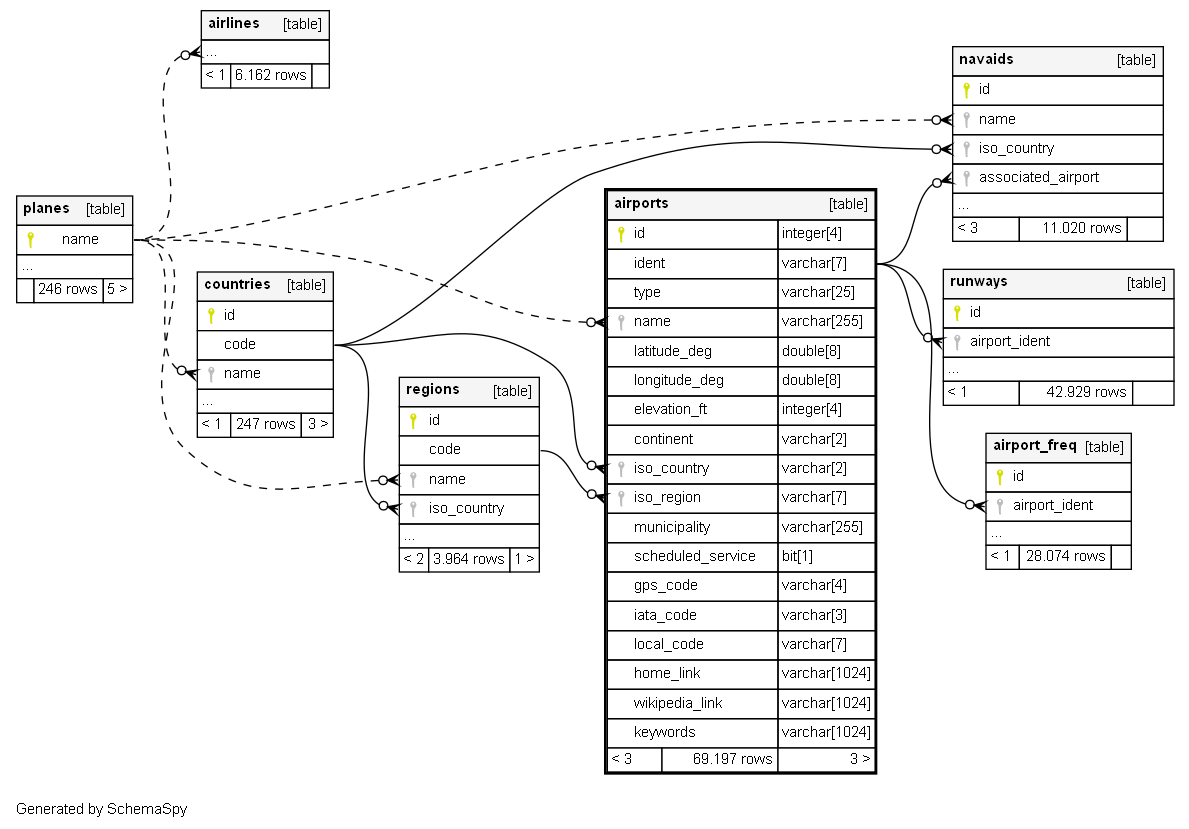 airlines [table]
...
< 1 6.162 rows
planes [table]
name
...
246 rows 5 >
countries [table]
id
code
name
...
< 1 247 rows 3 >
regions [table]
id
code
name
iso_country
...
< 2 3.964 rows 1 >
airports [table]
id integer[4]
ident varchar[7]
type varchar[25]
name varchar[255]
latitude_deg double[8]
longitude_deg double[8]
elevation_ft integer[4]
continent varchar[2]
iso_country varchar[2]
iso_region varchar[7]
municipality varchar[255]
scheduled_service bit[1]
gps_code varchar[4]
iata_code varchar[3]
local_code varchar[7]
home_link varchar[1024]
wikipedia_link varchar[1024]
keywords varchar[1024]
< 3 69.197 rows 3 >
navaids [table]
id
name
iso_country
associated_airport
...
< 3 11.020 rows
runways [table]
id
airport_ident
...
< 1 42.929 rows
airport_freq [table]
id
airport_ident
...
< 1 28.074 rows
Generated by SchemaSpy